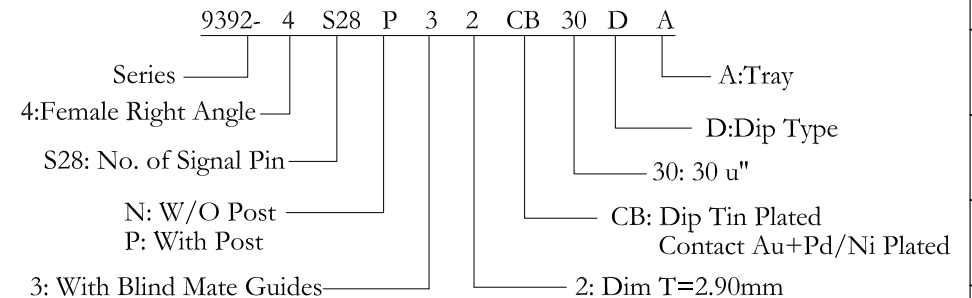 9392- 4 S28 P 3 2 CB 30 D A
Series
A:Tray
4:Female Right Angle
D:Dip Type
S28: No. of Signal Pin
30: 30 u"
N: W/O Post
P: With Post
CB: Dip Tin Plated
Contact Au+Pd/Ni Plated
3: With Blind Mate Guides
2: Dim T=2.90mm